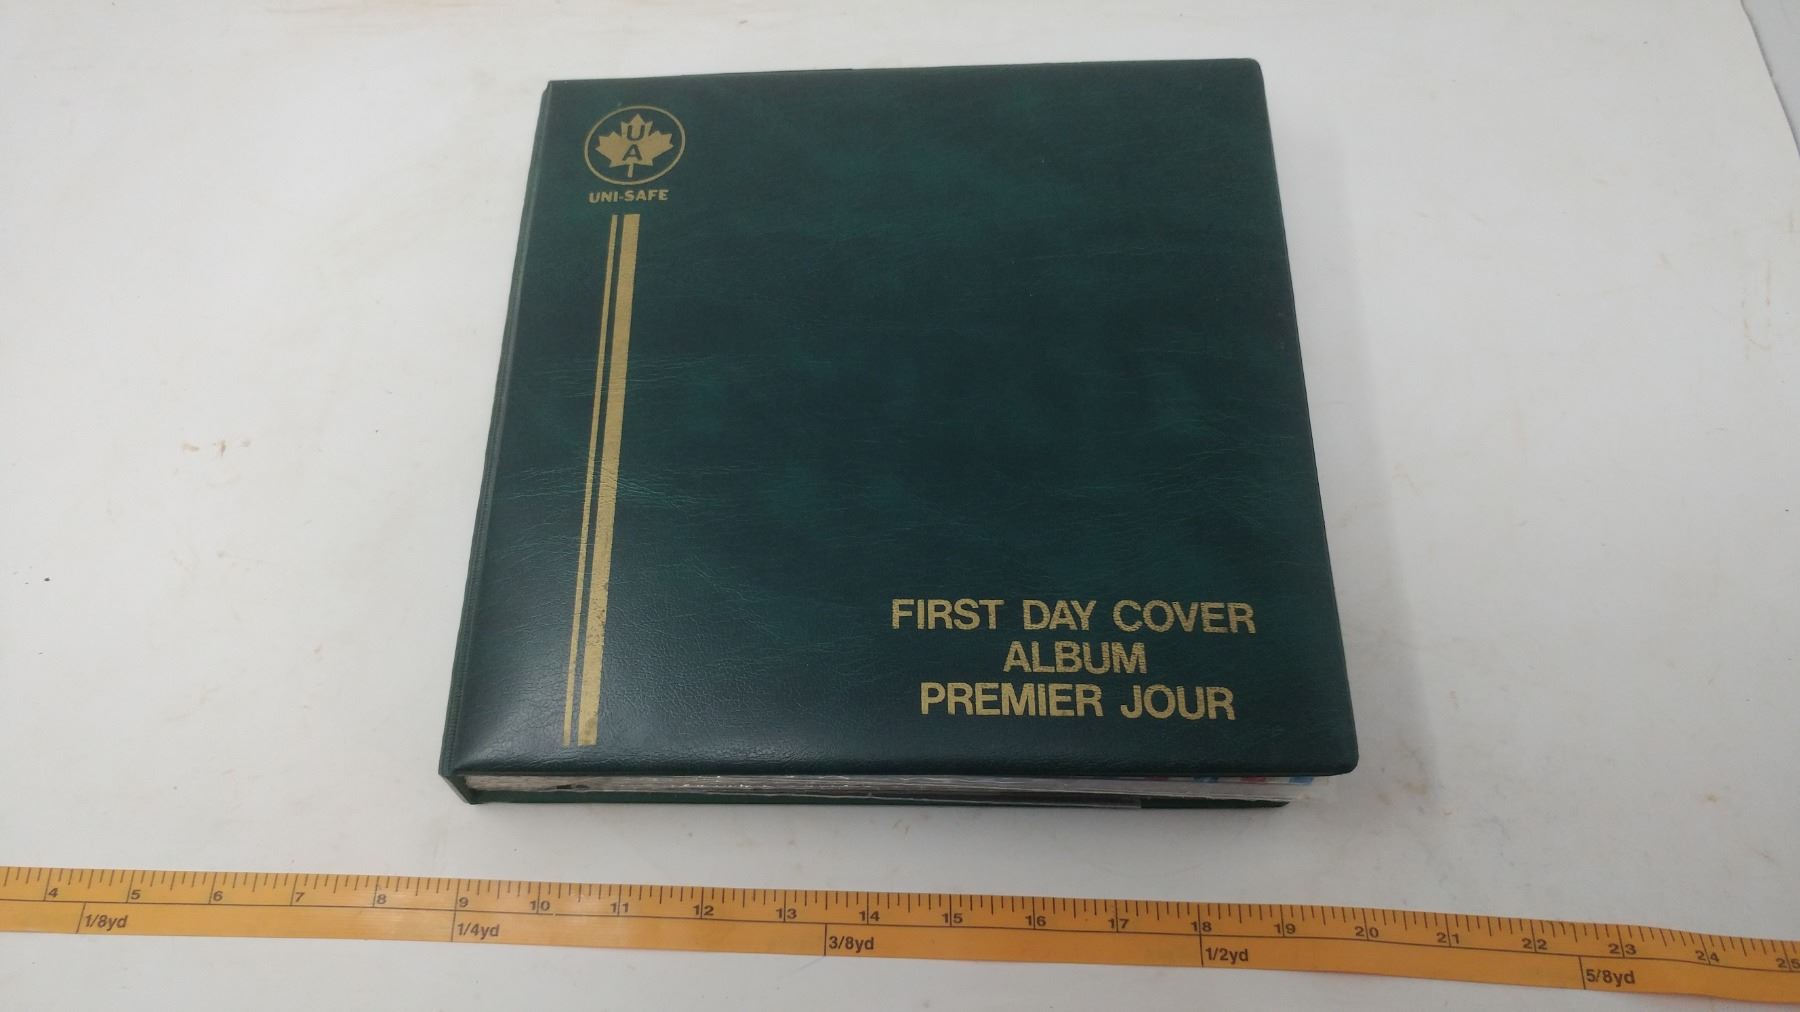 U
A
UNI-SAFE
FIRST DAY COVER
ALBUM
PREMIER JOUR
4 5 6 7 8 9 10 11 12 13 14 15 16 17 18 19 20 21 22 23 24 25
1/8yd 1/4yd 3/8yd 1/2yd 5/8yd